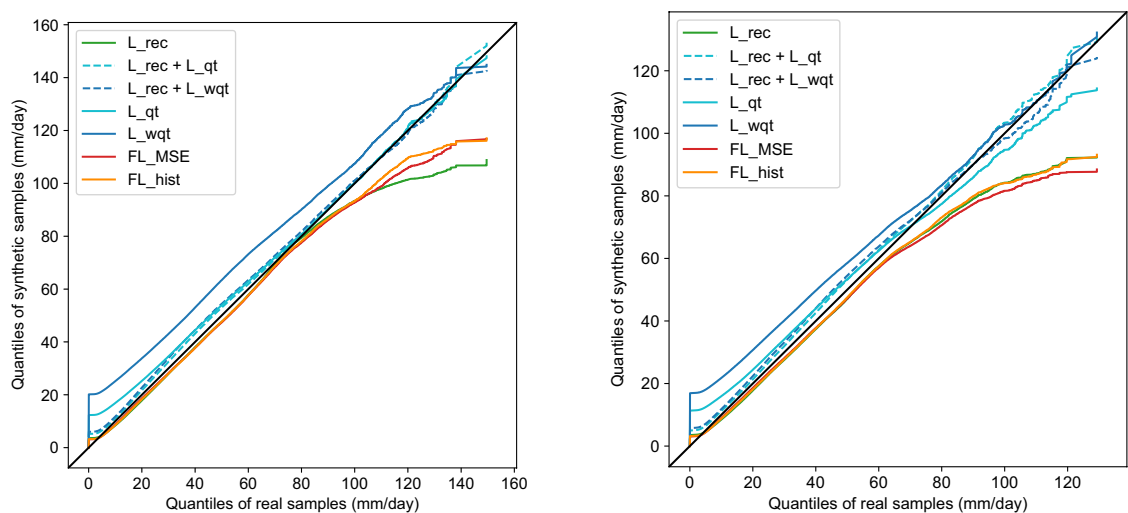 160
140
120
100
80
60
40
20
0
Quantiles of synthetic samples (mm/day)
L_rec
L_rec + L_qt
L_rec + L_wqt
L_qt
L_wqt
FL_MSE
FL_hist
0 20 40 60 80 100 120 140 160
Quantiles of real samples (mm/day)
120
100
80
60
40
20
0
Quantiles of synthetic samples (mm/day)
L_rec
L_rec + L_qt
L_rec + L_wqt
L_qt
L_wqt
FL_MSE
FL_hist
0 20 40 60 80 100 120
Quantiles of real samples (mm/day)